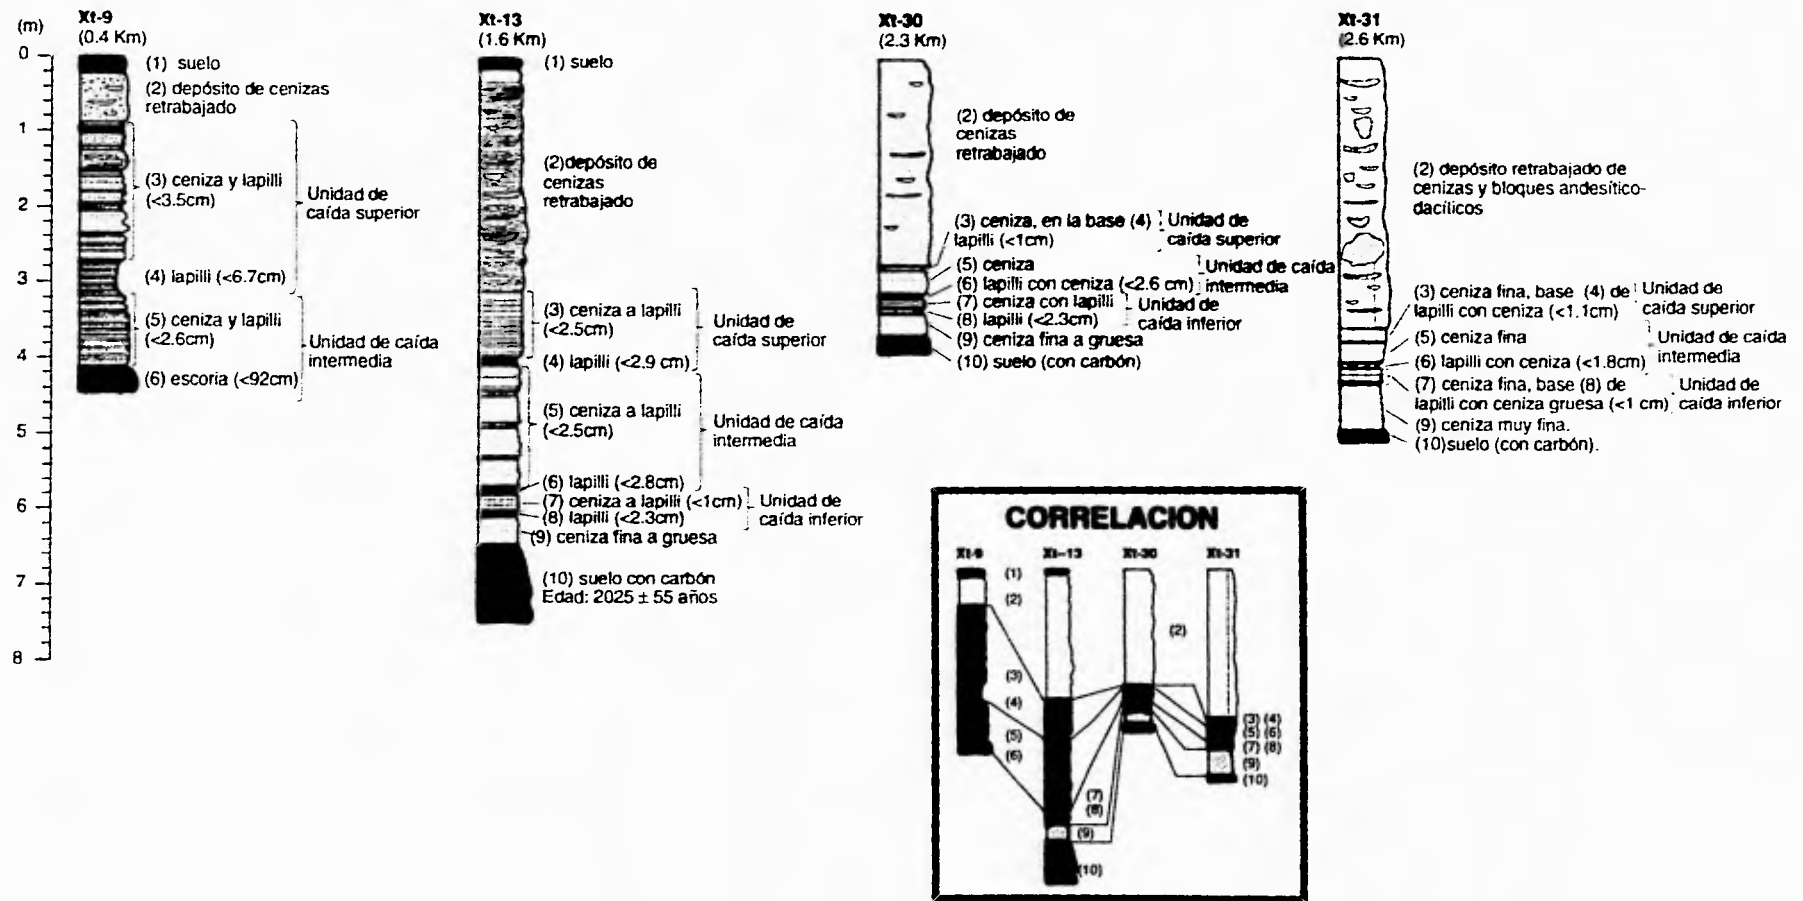 (m)
0
1
2
3
4
5
6
7
8
Xt-9
(0.4 Km)
(1) suelo
(2) depósito de cenizas
retrabajado
(3) ceniza y lapilli
(<3.5cm)
Unidad de
caída superior
(4) lapilli (<6.7cm)
(5) ceniza y lapilli
(<2.6cm)
Unidad de caída
intermedia
(6) escoria (<92cm)
Xt-13
(1.6 Km)
(1) suelo
(2)depósito de
cenizas
retrabajado
(3) ceniza a lapilli
(<2.5cm)
Unidad de
caída superior
(4) lapilli (<2.9 cm)
(5) ceniza a lapilli
(<2.5cm)
Unidad de caída
intermedia
(6) lapilli (<2.8cm)
(7) ceniza a lapilli (<1cm)
(8) lapilli (<2.3cm)
Unidad de
caída inferior
(9) ceniza fina a gruesa
(10) suelo con carbón
Edad: 2025 ± 55 años
Xt-30
(2.3 Km)
(2) depósito de
cenizas
retrabajado
(3) ceniza, en la base (4)
lapilli (<1cm)
Unidad de
caída superior
(5) ceniza
(6) lapilli con ceniza (<2.6 cm)
Unidad de caída
intermedia
(7) ceniza con lapilli
(8) lapilli (<2.3cm)
Unidad de
caída inferior
(9) ceniza fina a gruesa
(10) suelo (con carbón)
Xt-31
(2.6 Km)
(2) depósito retrabajado de
cenizas y bloques andesítico-
dacíticos
(3) ceniza fina, base (4) de
lapilli con ceniza (<1.1cm)
Unidad de
caída superior
(5) ceniza fina
(6) lapilli con ceniza (<1.8cm)
Unidad de caída
intermedia
(7) ceniza fina, base (8) de
lapilli con ceniza gruesa (<1 cm)
Unidad de
caída inferior
(9) ceniza muy fina.
(10)suelo (con carbón).
CORRELACION
Xt-9
Xt-13
Xt-30
Xt-31
(1)
(2)
(2)
(3)
(4)
(5)
(6)
(7)
(8)
(9)
(10)
(3) (4)
(5) (6)
(7) (8)
(9)
(10)